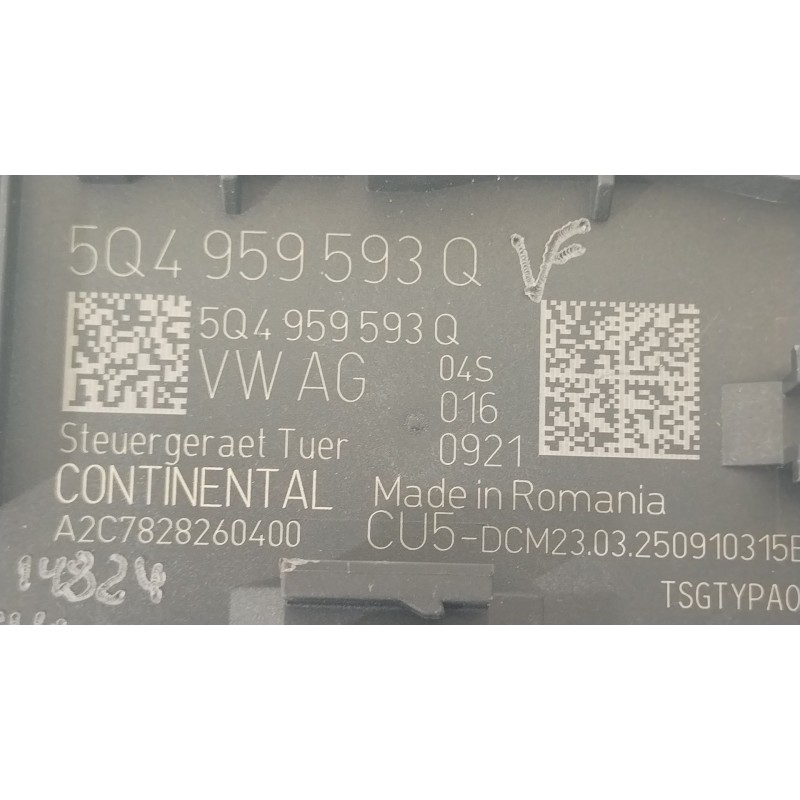 5Q4 959 593 Q VF
5Q4 959 593 Q
VW AG 04S
016
Steuergeraet Tuer 0921
CONTINENTAL Made in Romania
A2C7828260400 CU5-DCM23.03.250910315E
14824 TSGTYPA0